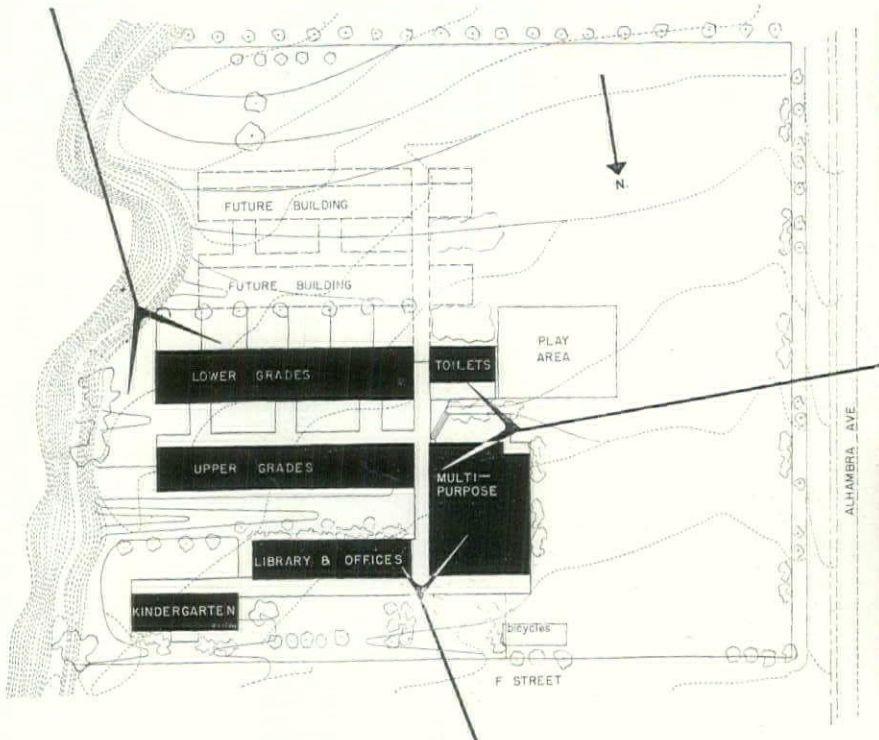 N.
FUTURE BUILDING
FUTURE BUILDING
PLAY
AREA
LOWER GRADES
TOILETS
ALHAMBRA AVE
UPPER GRADES
MULTI-
PURPOSE
LIBRARY & OFFICES
KINDERGARTEN
bicycles
F STREET